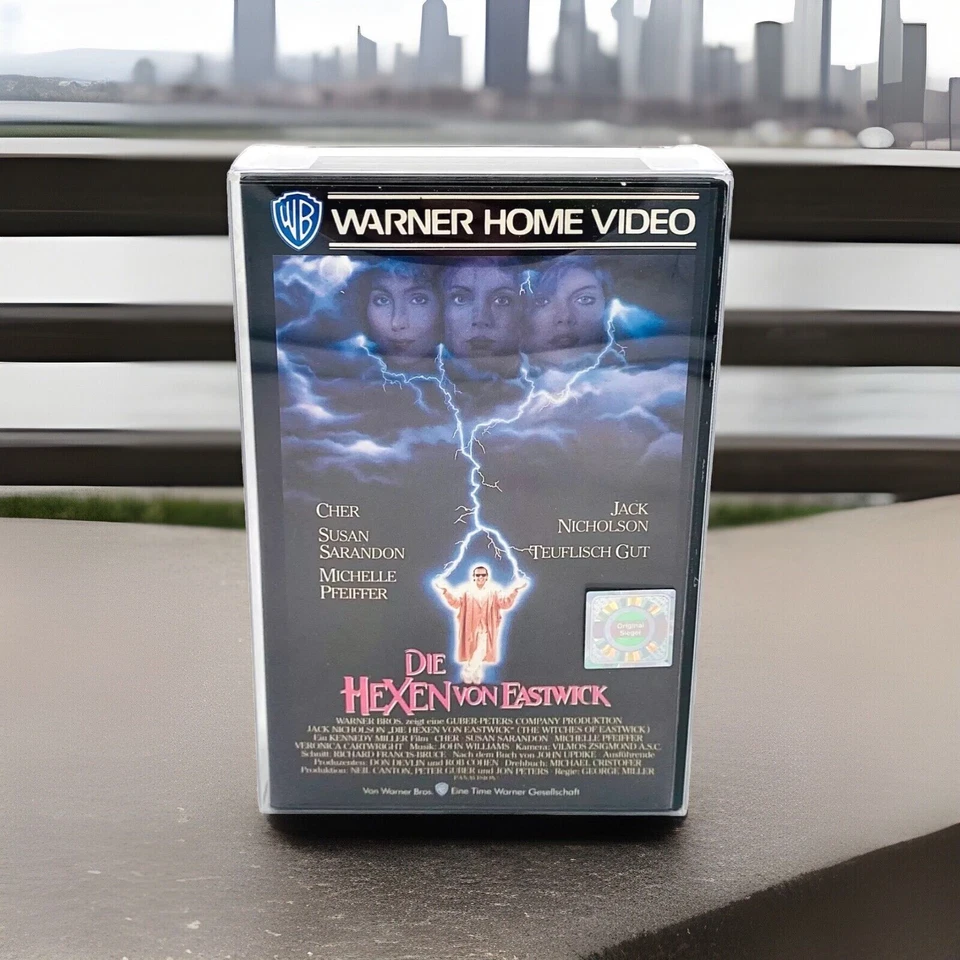 WB WARNER HOME VIDEO
CHER
SUSAN
SARANDON
MICHELLE
PFEIFFER
JACK
NICHOLSON
TEUFLISCH GUT
Original
Siegel
DIE
HEXEN VON EASTWICK
WARNER BROS. zeigt eine GUBER-PETERS COMPANY PRODUKTION
JACK NICHOLSON „DIE HEXEN VON EASTWICK“ (THE WITCHES OF EASTWICK)
Ein KENNEDY MILLER Film · CHER · SUSAN SARANDON · MICHELLE PFEIFFER
VERONICA CARTWRIGHT · Musik: JOHN WILLIAMS · Kamera: VILMOS ZSIGMOND A.S.C.
Schnitt: RICHARD FRANCIS-BRUCE · Nach dem Buch von JOHN UPDIKE · Ausführende
Produzenten: DON DEVLIN und ROB COHEN · Drehbuch: MICHAEL CRISTOFER
Produktion: NEIL CANTON, PETER GUBER und JON PETERS · Regie: GEORGE MILLER
PANAVISION
Von Warner Bros. Eine Time Warner Gesellschaft